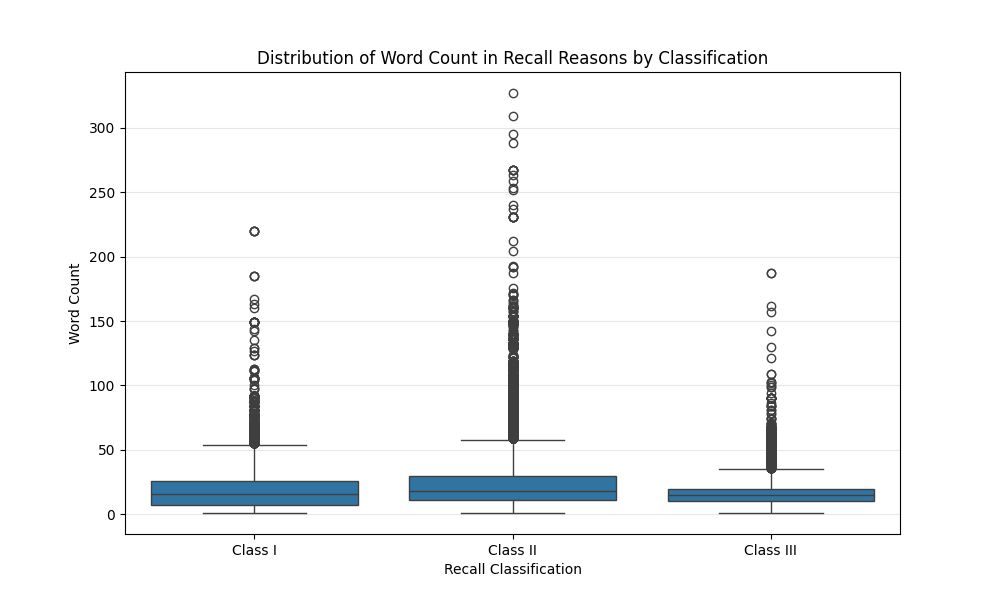 Distribution of Word Count in Recall Reasons by Classification
300
250
200
150
100
50
0
Word Count
Class I
Class II
Class III
Recall Classification